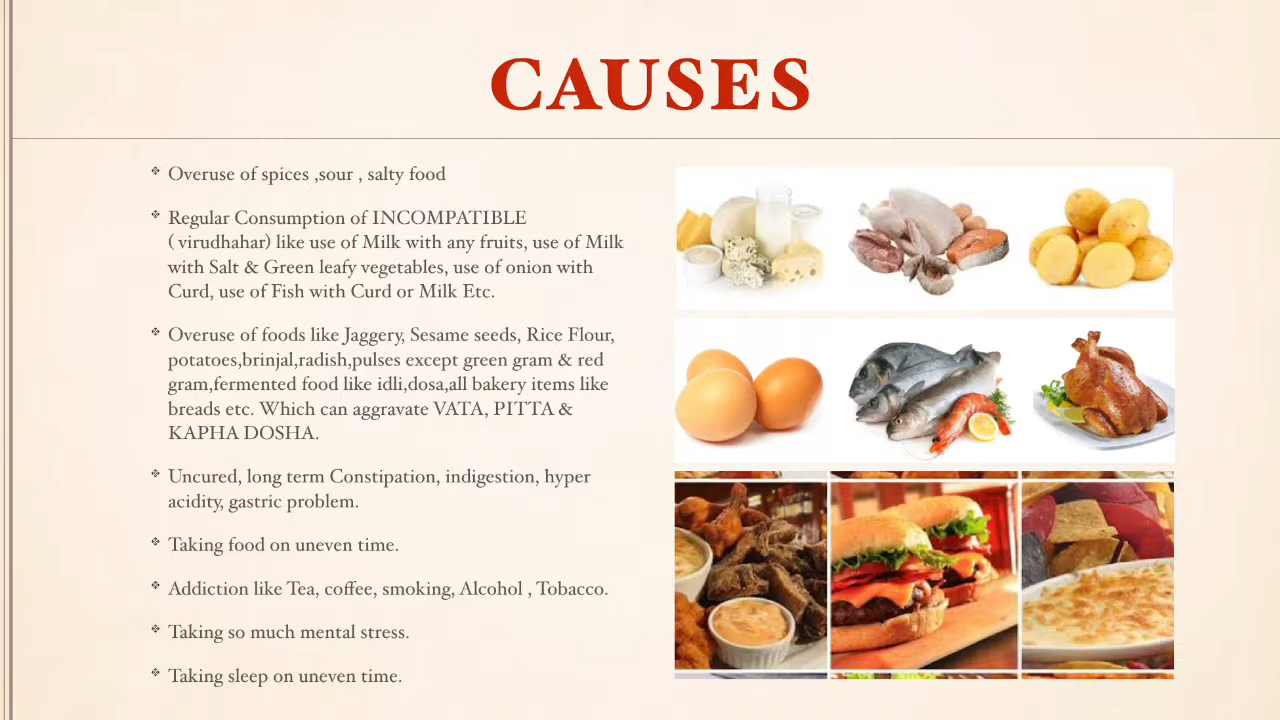 CAUSES
Overuse of spices ,sour , salty food
Regular Consumption of INCOMPATIBLE
( virudhahar) like use of Milk with any fruits, use of Milk
with Salt & Green leafy vegetables, use of onion with
Curd, use of Fish with Curd or Milk Etc.
Overuse of foods like Jaggery, Sesame seeds, Rice Flour,
potatoes,brinjal,radish,pulses except green gram & red
gram,fermented food like idli,dosa,all bakery items like
breads etc. Which can aggravate VATA, PITTA &
KAPHA DOSHA.
Uncured, long term Constipation, indigestion, hyper
acidity, gastric problem.
Taking food on uneven time.
Addiction like Tea, coffee, smoking, Alcohol , Tobacco.
Taking so much mental stress.
Taking sleep on uneven time.